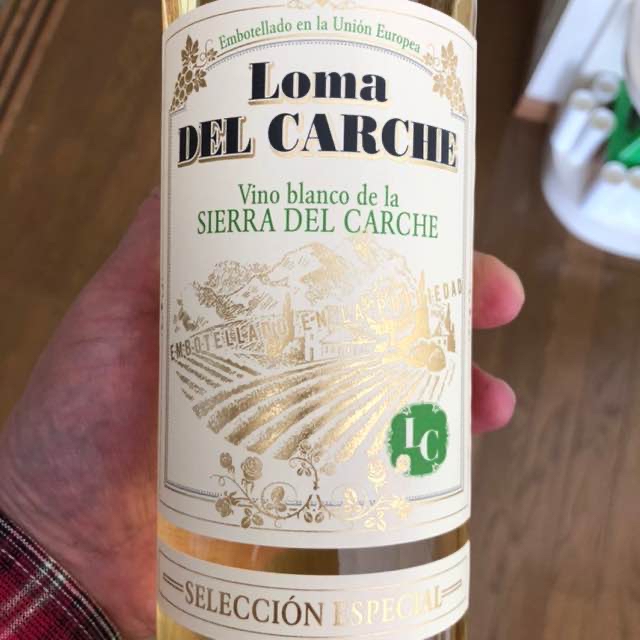 Embotellado en la Unión Europea
Loma
DEL CARCHE
Vino blanco de la
SIERRA DEL CARCHE
EMBOTELLADO EN LA PROPIEDAD
LC
SELECCIÓN ESPECIAL